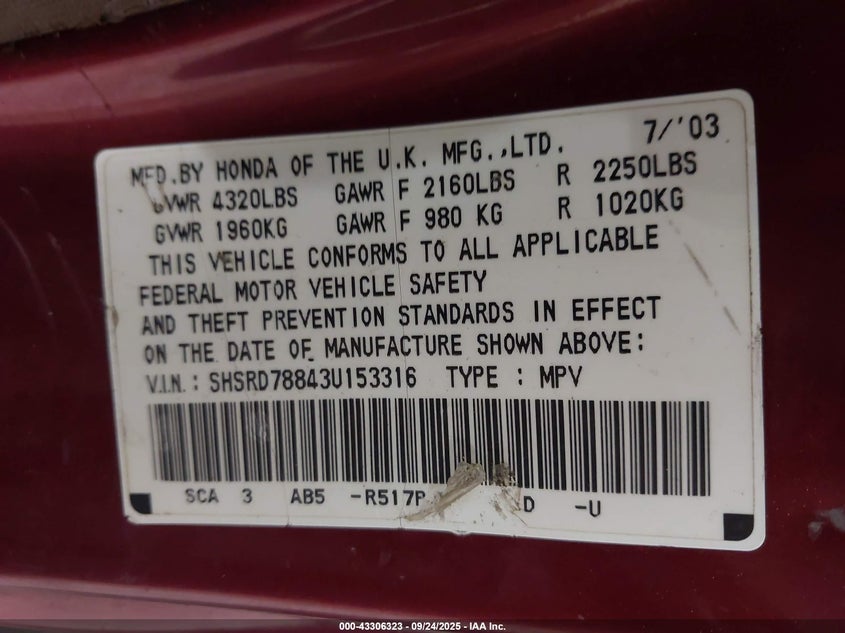 MFD.BY HONDA OF THE U.K. MFG.,LTD. 7/'03
GVWR 4320LBS GAWR F 2160LBS R 2250LBS
GVWR 1960KG GAWR F 980 KG R 1020KG
THIS VEHICLE CONFORMS TO ALL APPLICABLE
FEDERAL MOTOR VEHICLE SAFETY
AND THEFT PREVENTION STANDARDS IN EFFECT
ON THE DATE OF MANUFACTURE SHOWN ABOVE:
V.I.N.: SHSRD78843U153316 TYPE : MPV
SCA 3 AB5 -R517P D -U
000-43306323 - 09/24/2025 - IAA Inc.